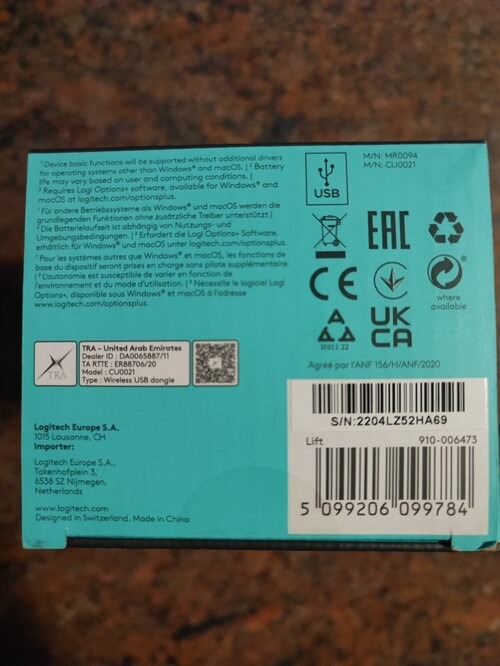 ¹ Device basic functions will be supported without additional drivers
for operating systems other than Windows® and macOS. | ² Battery
life may vary based on user and computing conditions. |
³ Requires Logi Options+ software, available for Windows® and
macOS at logitech.com/optionsplus
¹ Für andere Betriebssysteme als Windows® und macOS werden die
grundlegenden Funktionen ohne zusätzliche Treiber unterstützt |
² Die Batterielaufzeit ist abhängig von Nutzungs- und
Umgebungsbedingungen. | ³ Erfordert die Logi Options+ Software,
erhältlich für Windows® und macOS unter logitech.com/optionsplus.
¹ Pour les systèmes autres que Windows® et macOS, les fonctions de
base du dispositif seront prises en charge sans pilote supplémentaire.
| ² L'autonomie est susceptible de varier en fonction de
l'environnement et du mode d'utilisation. | ³ Nécessite le logiciel Logi
Options+, disponible sous Windows® et macOS à l'adresse
www.logitech.com/optionsplus.
USB
M/N: MR0094
M/N: CU0021
EAC
CE
UK
CA
where
available
Agréé par l'ANF 156/H/ANF/2020
TRA
TRA – United Arab Emirates
Dealer ID : DA0065887/11
TA RTTE : ER88706/20
Model : CU0021
Type : Wireless USB dongle
Logitech Europe S.A.
1015 Lausanne, CH
Importer:
Logitech Europe S.A.,
Takenhofplein 3,
6538 SZ Nijmegen,
Netherlands
www.logitech.com
Designed in Switzerland. Made in China
S/N:2204LZ52HA69
Lift 910-006473
5 099206 099784